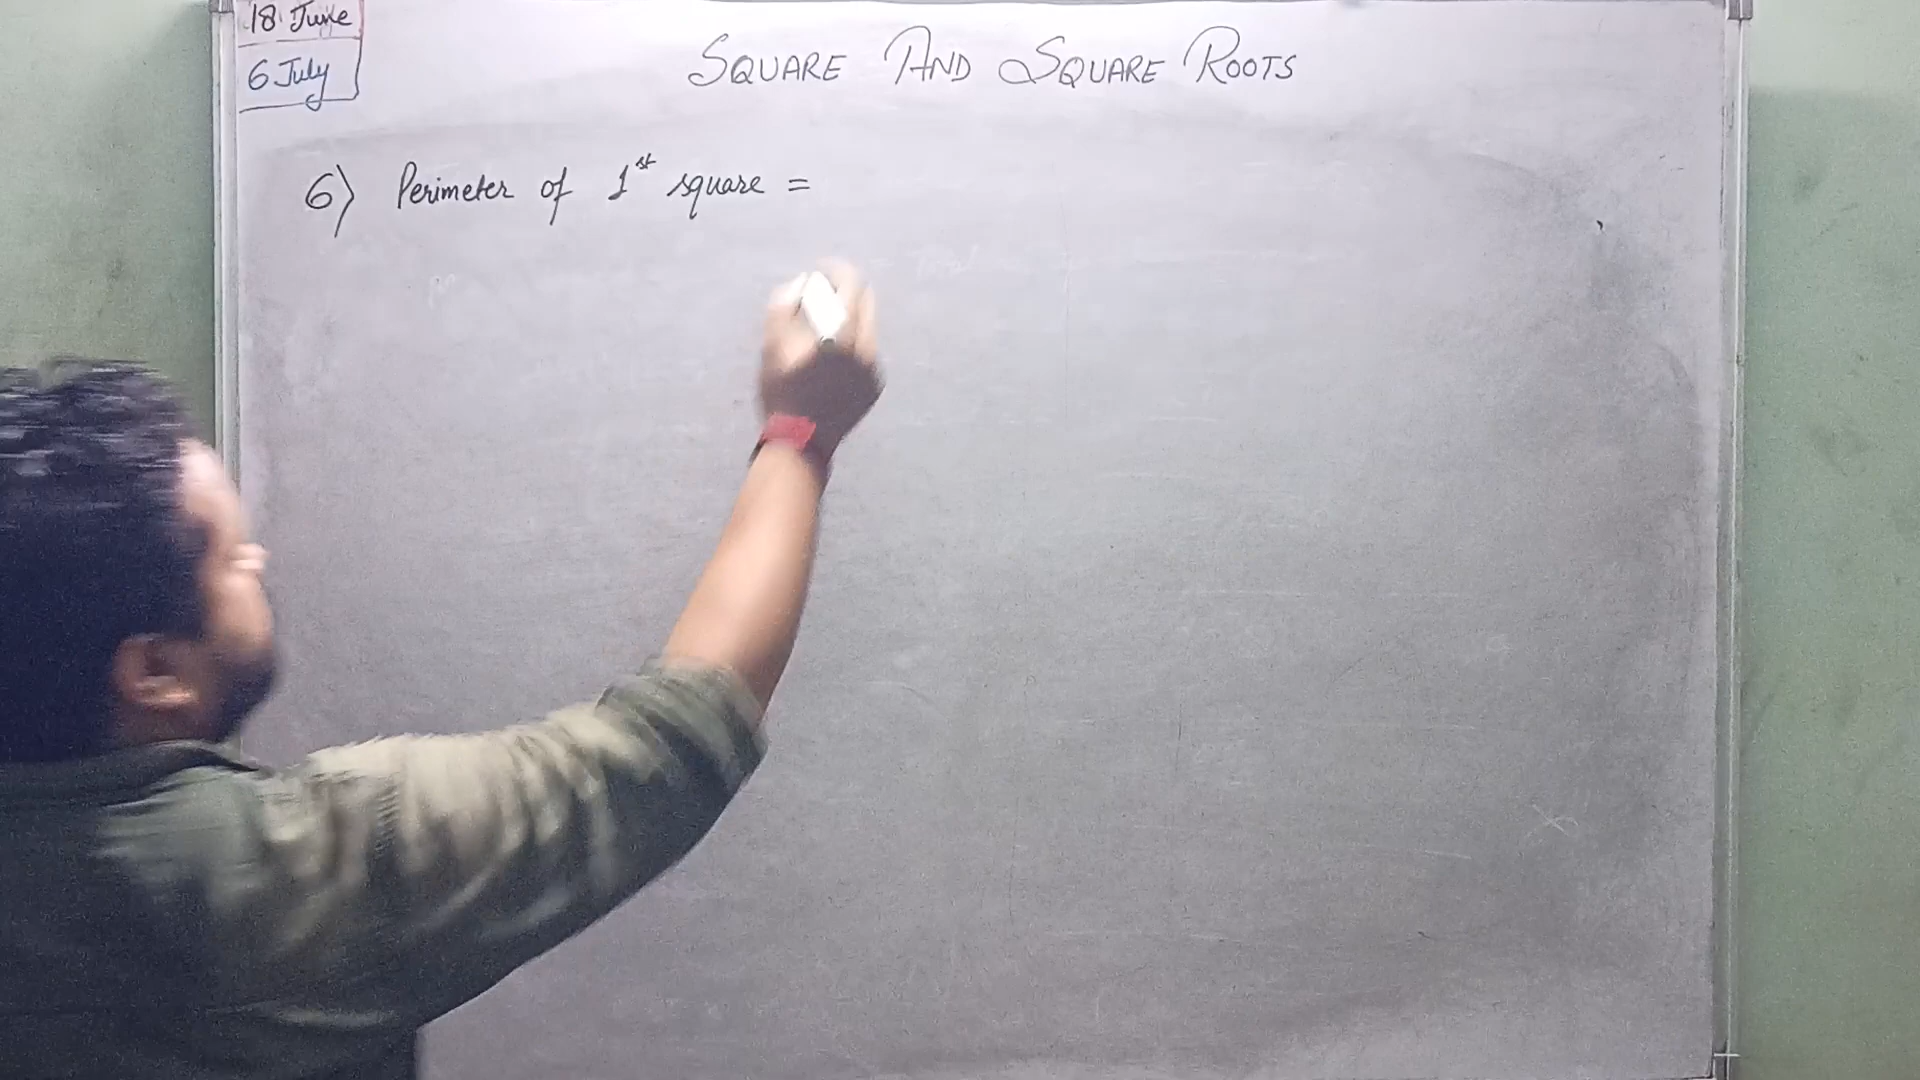 18 June
6 July
SQUARE AND SQUARE ROOTS
6) Perimeter of 1st square =